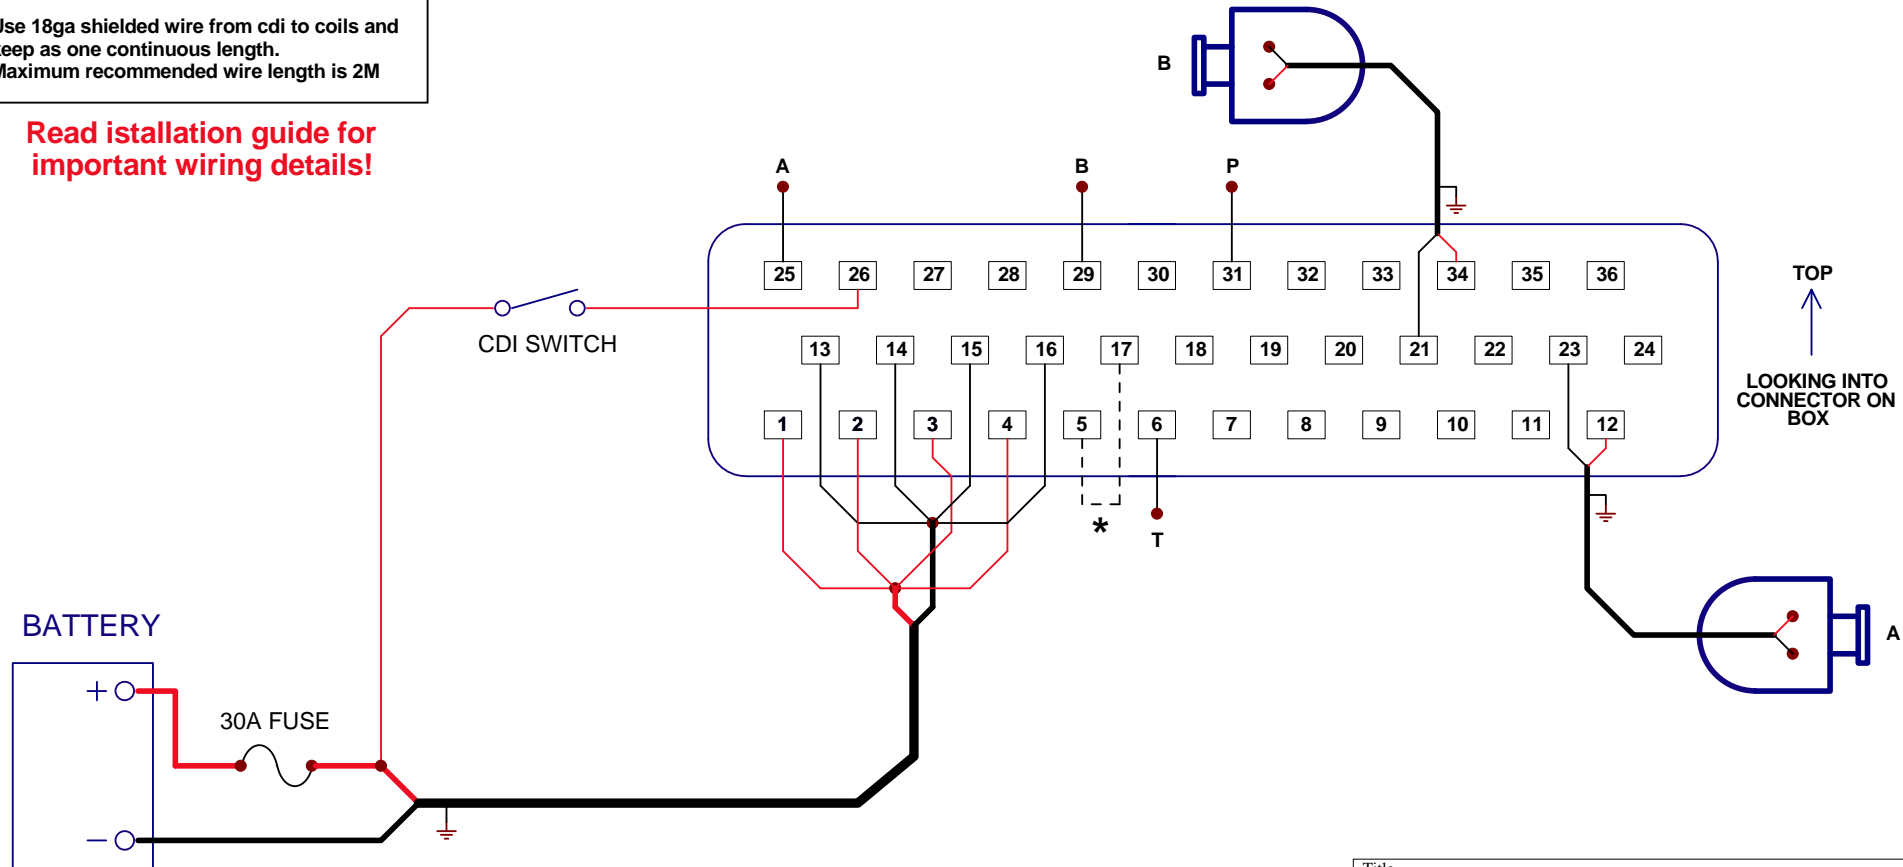 Use 18ga shielded wire from cdi to coils and
keep as one continuous length.
Maximum recommended wire length is 2M
Read istallation guide for
important wiring details!
B
A B P
25 26 27 28 29 30 31 32 33 34 35 36
TOP
CDI SWITCH
13 14 15 16 17 18 19 20 21 22 23 24
LOOKING INTO
CONNECTOR ON
BOX
1 2 3 4 5 6 7 8 9 10 11 12
*
T
BATTERY
A
+
30A FUSE
−
Title